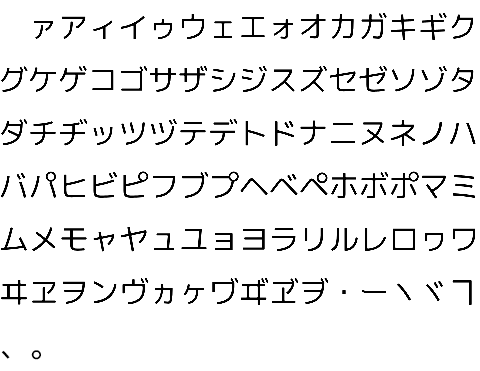 ァアィイゥウェエォオカガキギク
グケゲコゴサザシジスズセゼソゾタ
ダチヂッツヅテデトドナニヌネノハ
バパヒビピフブプヘベペホボポマミ
ムメモャヤュユョヨラリルレロヮワ
ヰヱヲンヴヵヶヷヸヹヺ・ーヽヾヿ
、。